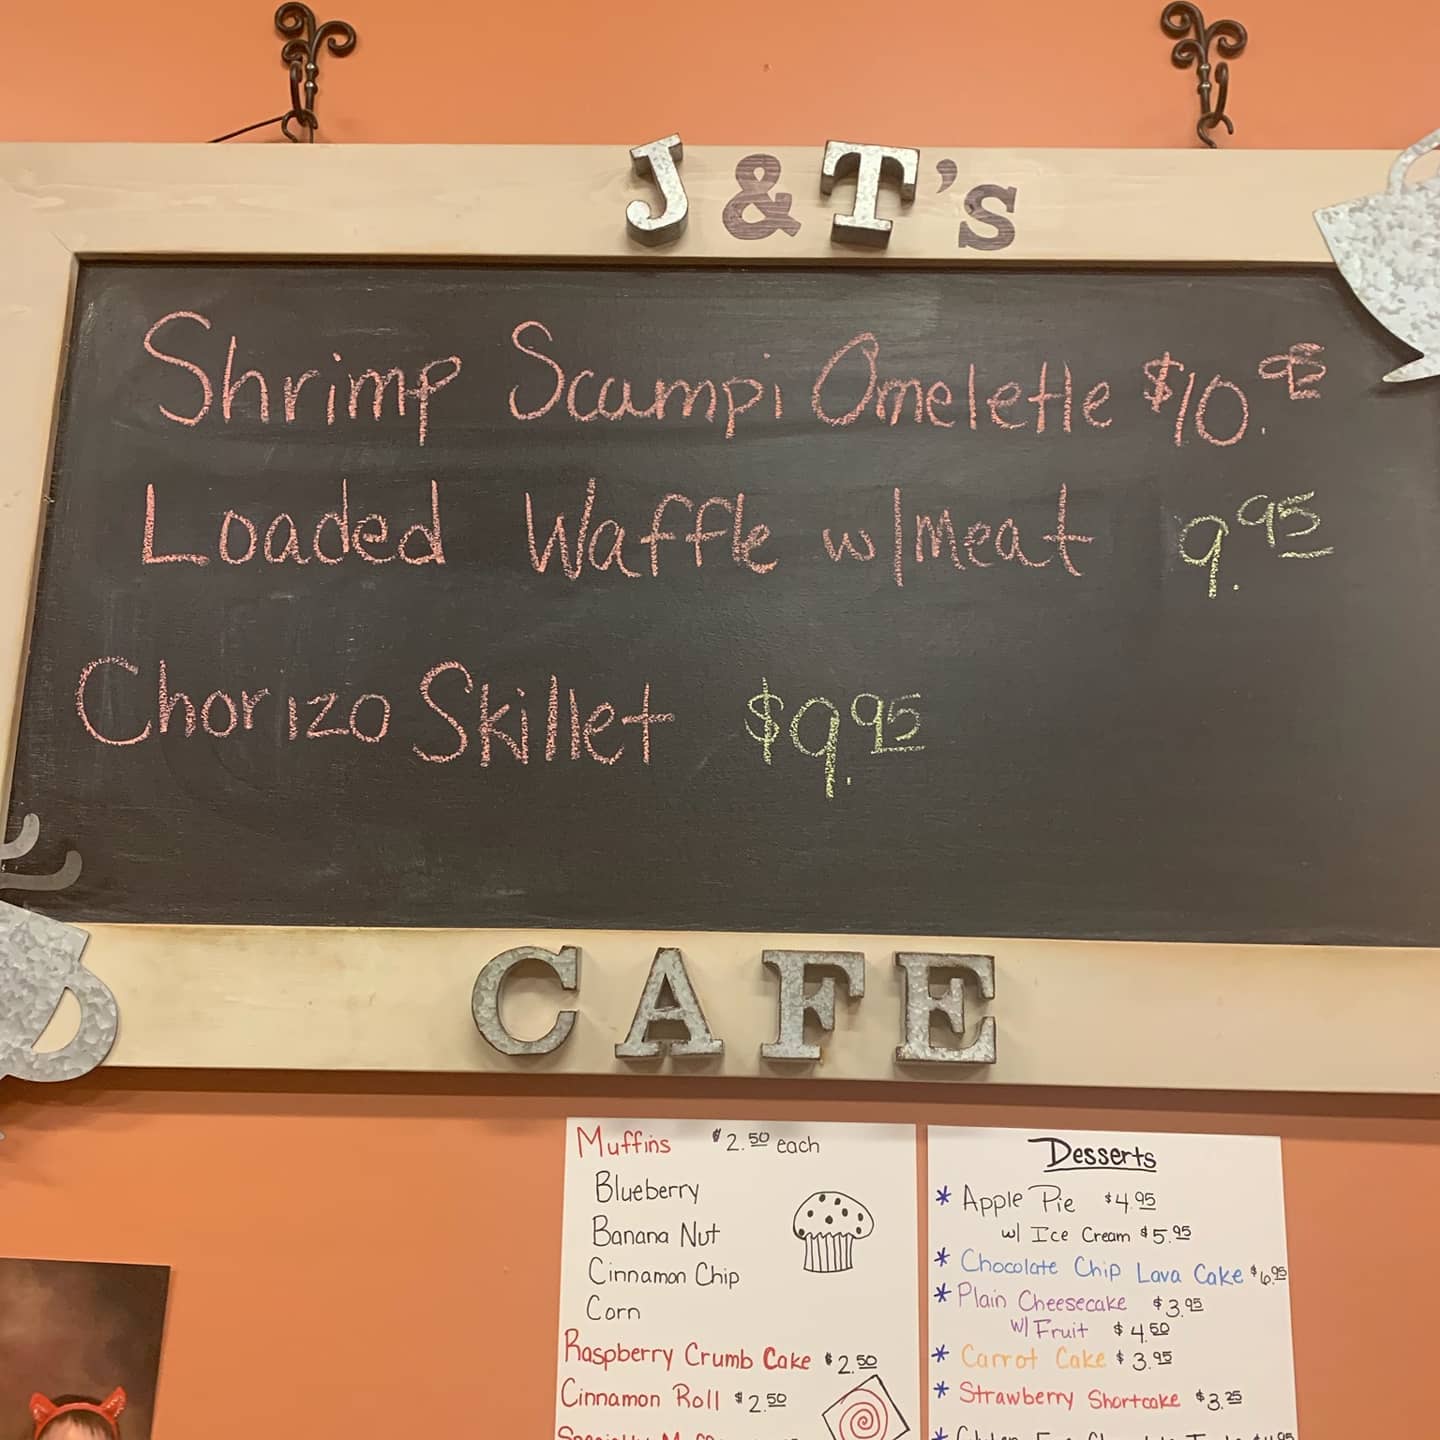 J & T's
Shrimp Scampi Omelette $10.95
Loaded Waffle w/meat 9.95
Chorizo Skillet $9.95
CAFE
Muffins $2.50 each
Blueberry
Banana Nut
Cinnamon Chip
Corn
Raspberry Crumb Cake $2.50
Cinnamon Roll $2.50
Desserts
* Apple Pie $4.95
w/ Ice Cream $5.95
* Chocolate Chip Lava Cake $6.95
* Plain Cheesecake $3.95
w/ Fruit $4.50
* Carrot Cake $3.95
* Strawberry Shortcake $3.25